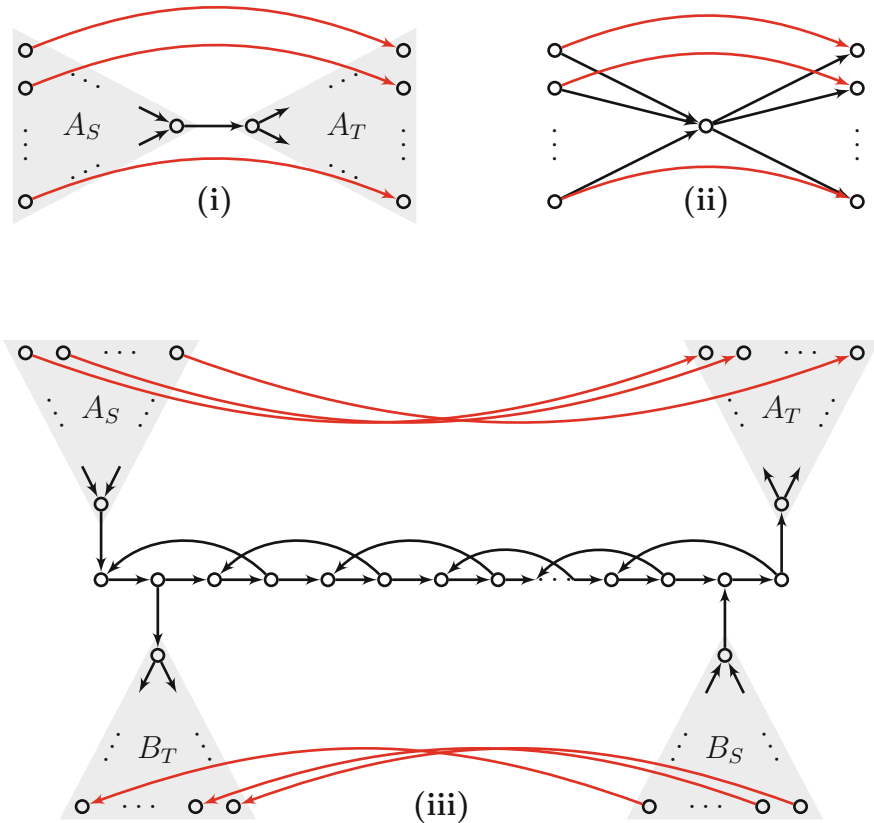 A_S A_T
(i) (ii)
A_S A_T
B_T B_S
(iii)